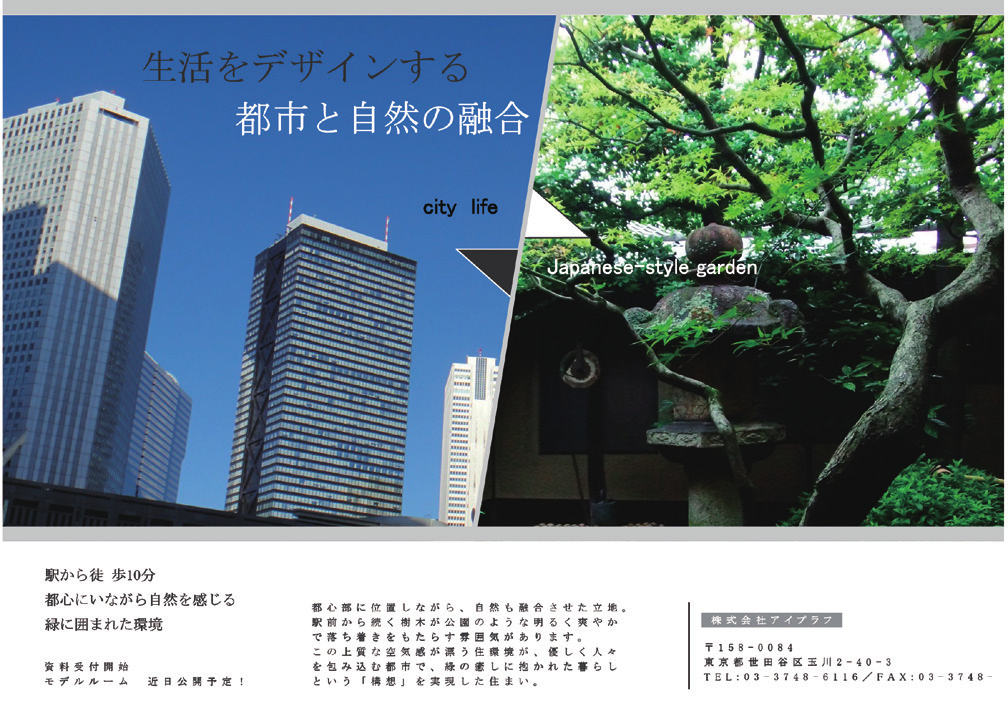 生活をデザインする
都市と自然の融合
city life
Japanese-style garden
駅から徒 歩10分
都心にいながら自然を感じる
緑に囲まれた環境
資料受付開始
モデルルーム 近日公開予定！
都心部に位置しながら、自然も融合させた立地。
駅前から続く樹木が公園のような明るく爽やか
で落ち着きをもたらす雰囲気があります。
この上質な空気感が漂う住環境が、優しく人々
を包み込む都市で、緑の癒しに抱かれた暮らし
という「構想」を実現した住まい。
株式会社アイプラフ
〒158-0084
東京都世田谷区玉川2-40-3
TEL:03-3748-6116／FAX:03-3748-